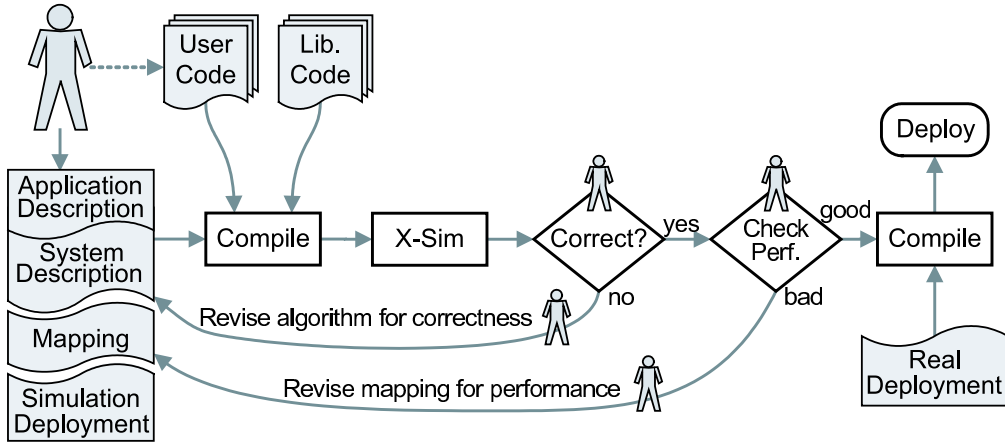 User
Code
Lib.
Code
Deploy
Application
Description
System
Description
Mapping
Simulation
Deployment
Compile
X-Sim
Correct?
yes
no
Check
Perf.
good
bad
Compile
Revise algorithm for correctness
Revise mapping for performance
Real
Deployment